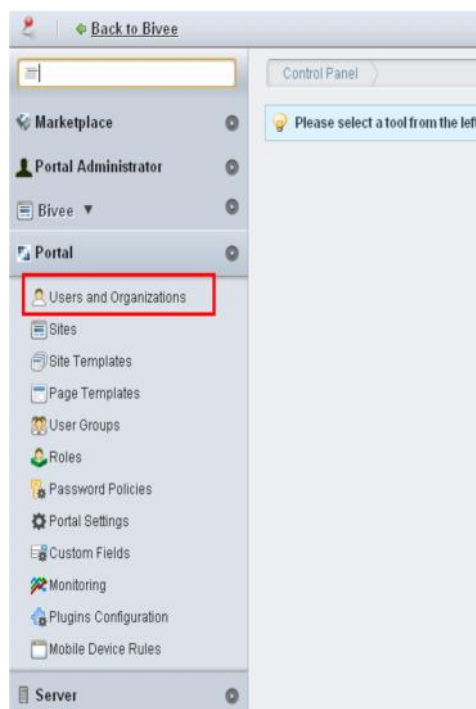 Back to Bivee
Control Panel
Marketplace
Please select a tool from the left
Portal Administrator
Bivee
Portal
Users and Organizations
Sites
Site Templates
Page Templates
User Groups
Roles
Password Policies
Portal Settings
Custom Fields
Monitoring
Plugins Configuration
Mobile Device Rules
Server